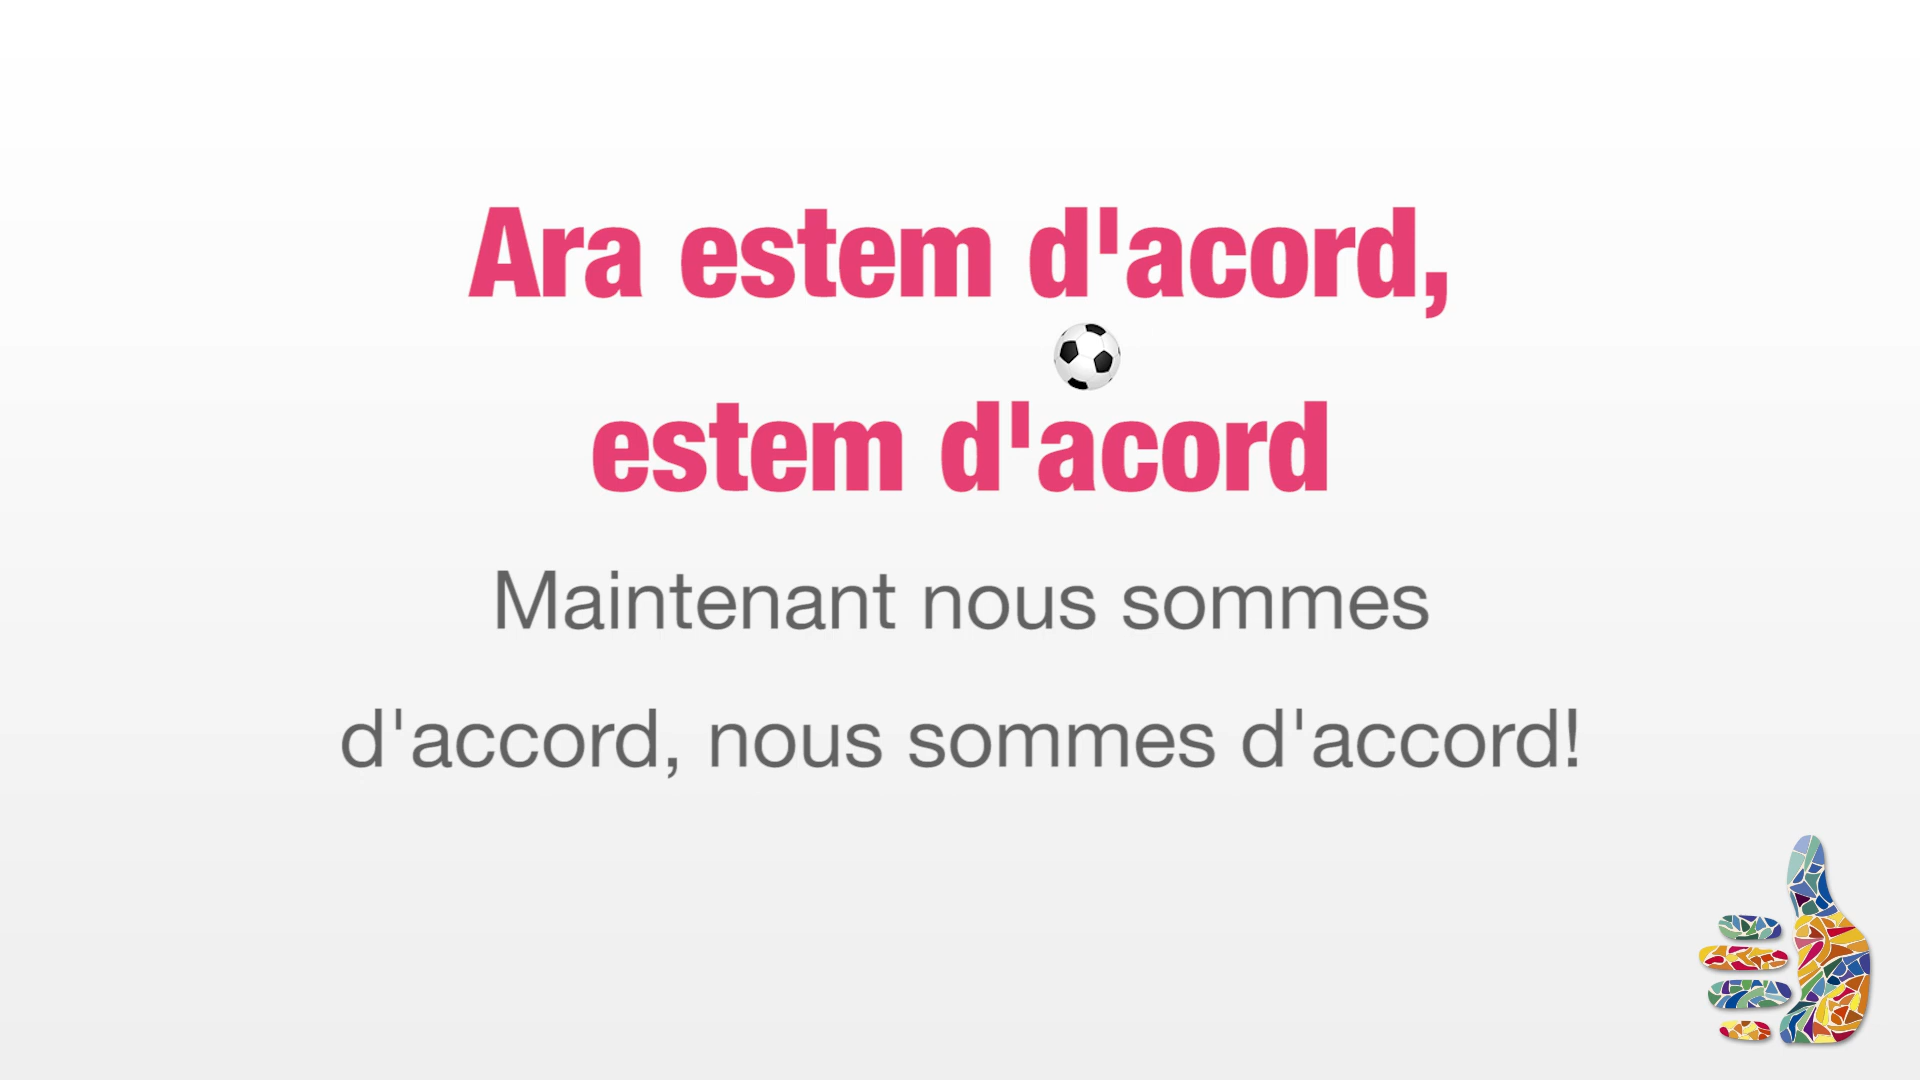 Ara estem d'acord,
estem d'acord
Maintenant nous sommes
d'accord, nous sommes d'accord!